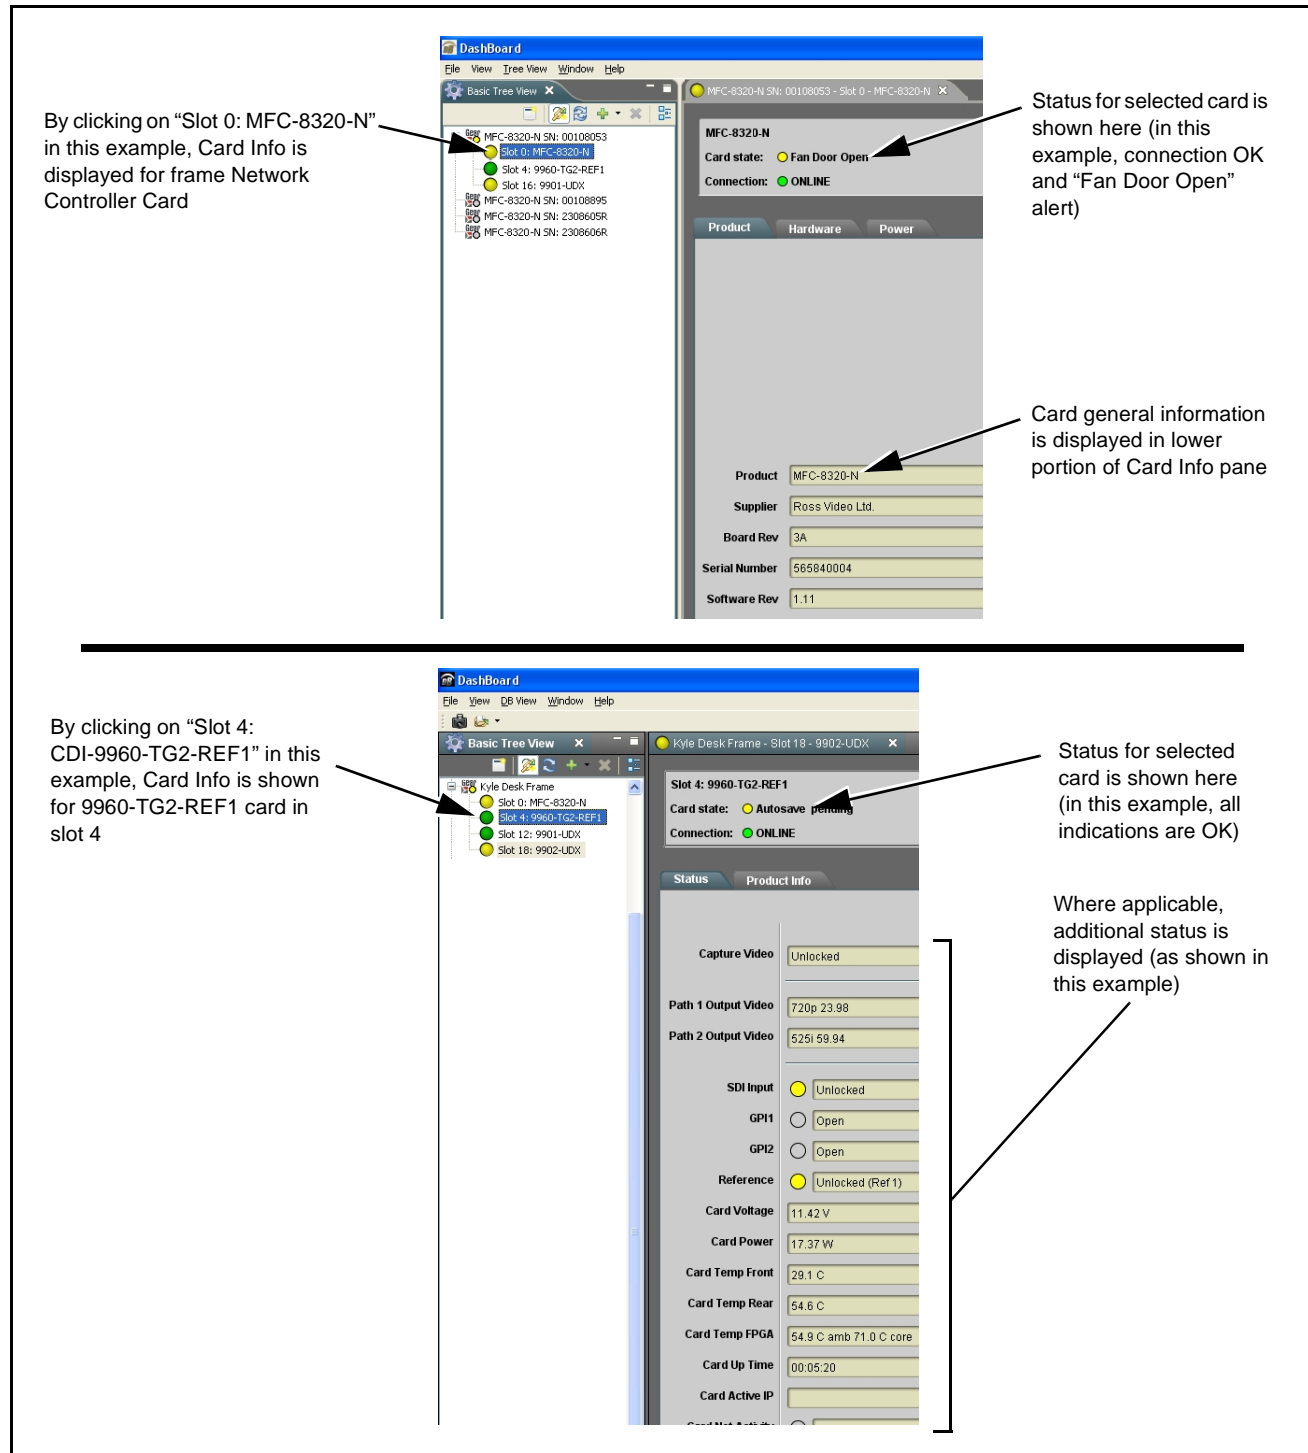 DashBoard
File View Tree View Window Help
Basic Tree View
MFC-8320-N SN: 00108053 - Slot 0 - MFC-8320-N
By clicking on “Slot 0: MFC-8320-N”
in this example, Card Info is
displayed for frame Network
Controller Card
MFC-8320-N SN: 00108053
Slot 0: MFC-8320-N
Slot 4: 9960-TG2-REF1
Slot 16: 9901-UDX
MFC-8320-N SN: 00108895
MFC-8320-N SN: 2308605R
MFC-8320-N SN: 2308606R
MFC-8320-N
Card state: Fan Door Open
Connection: ONLINE
Status for selected card is
shown here (in this
example, connection OK
and “Fan Door Open”
alert)
Product Hardware Power
Card general information
is displayed in lower
portion of Card Info pane
Product MFC-8320-N
Supplier Ross Video Ltd.
Board Rev 3A
Serial Number 565840004
Software Rev 1.11
DashBoard
File View DB View Window Help
Basic Tree View
Kyle Desk Frame - Slot 18 - 9902-UDX
By clicking on “Slot 4:
CDI-9960-TG2-REF1” in this
example, Card Info is shown
for 9960-TG2-REF1 card in
slot 4
Kyle Desk Frame
Slot 0: MFC-8320-N
Slot 4: 9960-TG2-REF1
Slot 12: 9901-UDX
Slot 18: 9902-UDX
Slot 4: 9960-TG2-REF1
Card state: Autosave pending
Connection: ONLINE
Status for selected
card is shown here
(in this example, all
indications are OK)
Status Product Info
Where applicable,
additional status is
displayed (as shown in
this example)
Capture Video Unlocked
Path 1 Output Video 720p 23.98
Path 2 Output Video 525i 59.94
SDI Input Unlocked
GPI1 Open
GPI2 Open
Reference Unlocked (Ref 1)
Card Voltage 11.42 V
Card Power 17.37 W
Card Temp Front 29.1 C
Card Temp Rear 54.6 C
Card Temp FPGA 54.9 C amb 71.0 C core
Card Up Time 00:05:20
Card Active IP